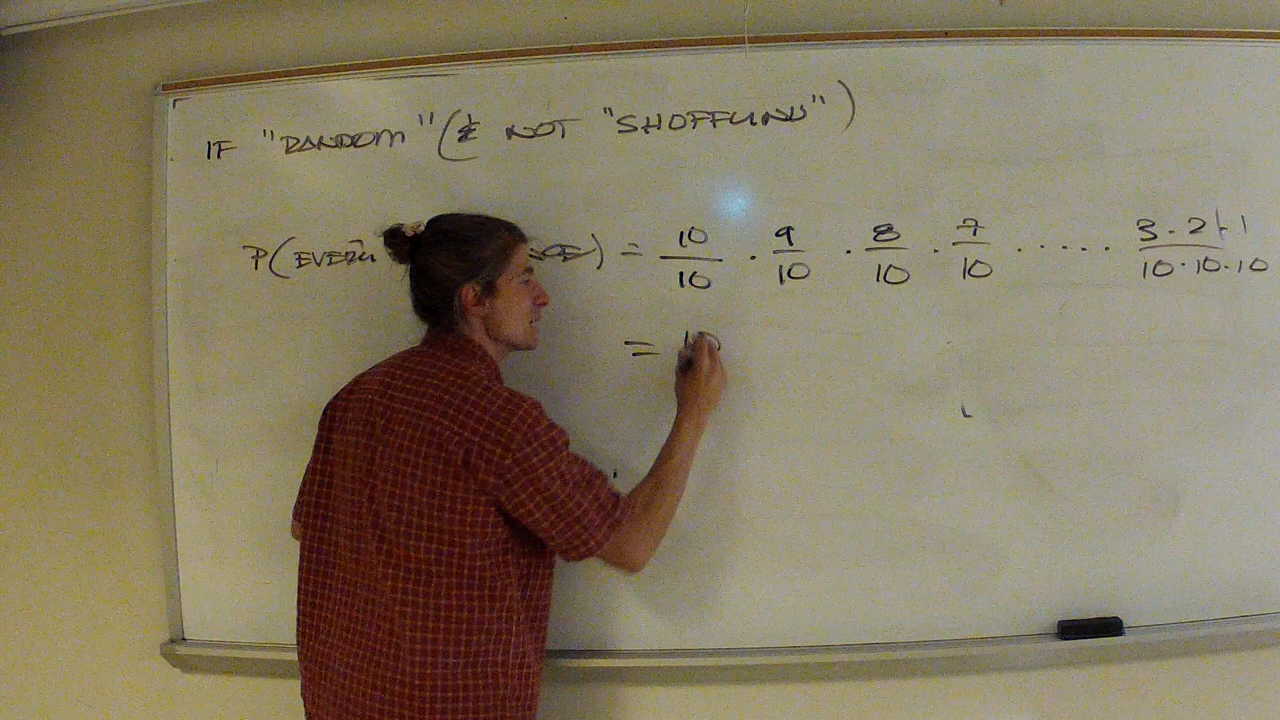 IF "RANDOM" (& NOT "SHUFFLING")
P(EVERY ) = 10/10 · 9/10 · 8/10 · 7/10 · ..... 3·2·1/10·10·10
= 10